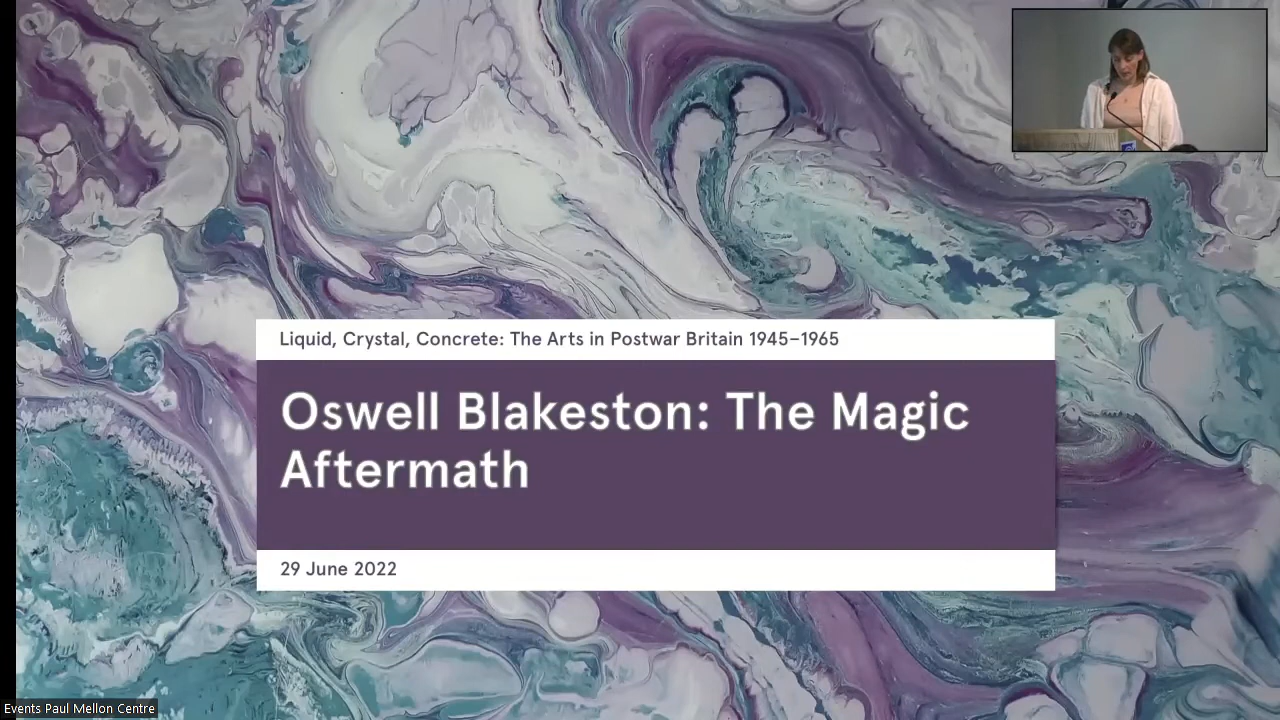 Liquid, Crystal, Concrete: The Arts in Postwar Britain 1945–1965
Oswell Blakeston: The Magic
Aftermath
29 June 2022
Events Paul Mellon Centre